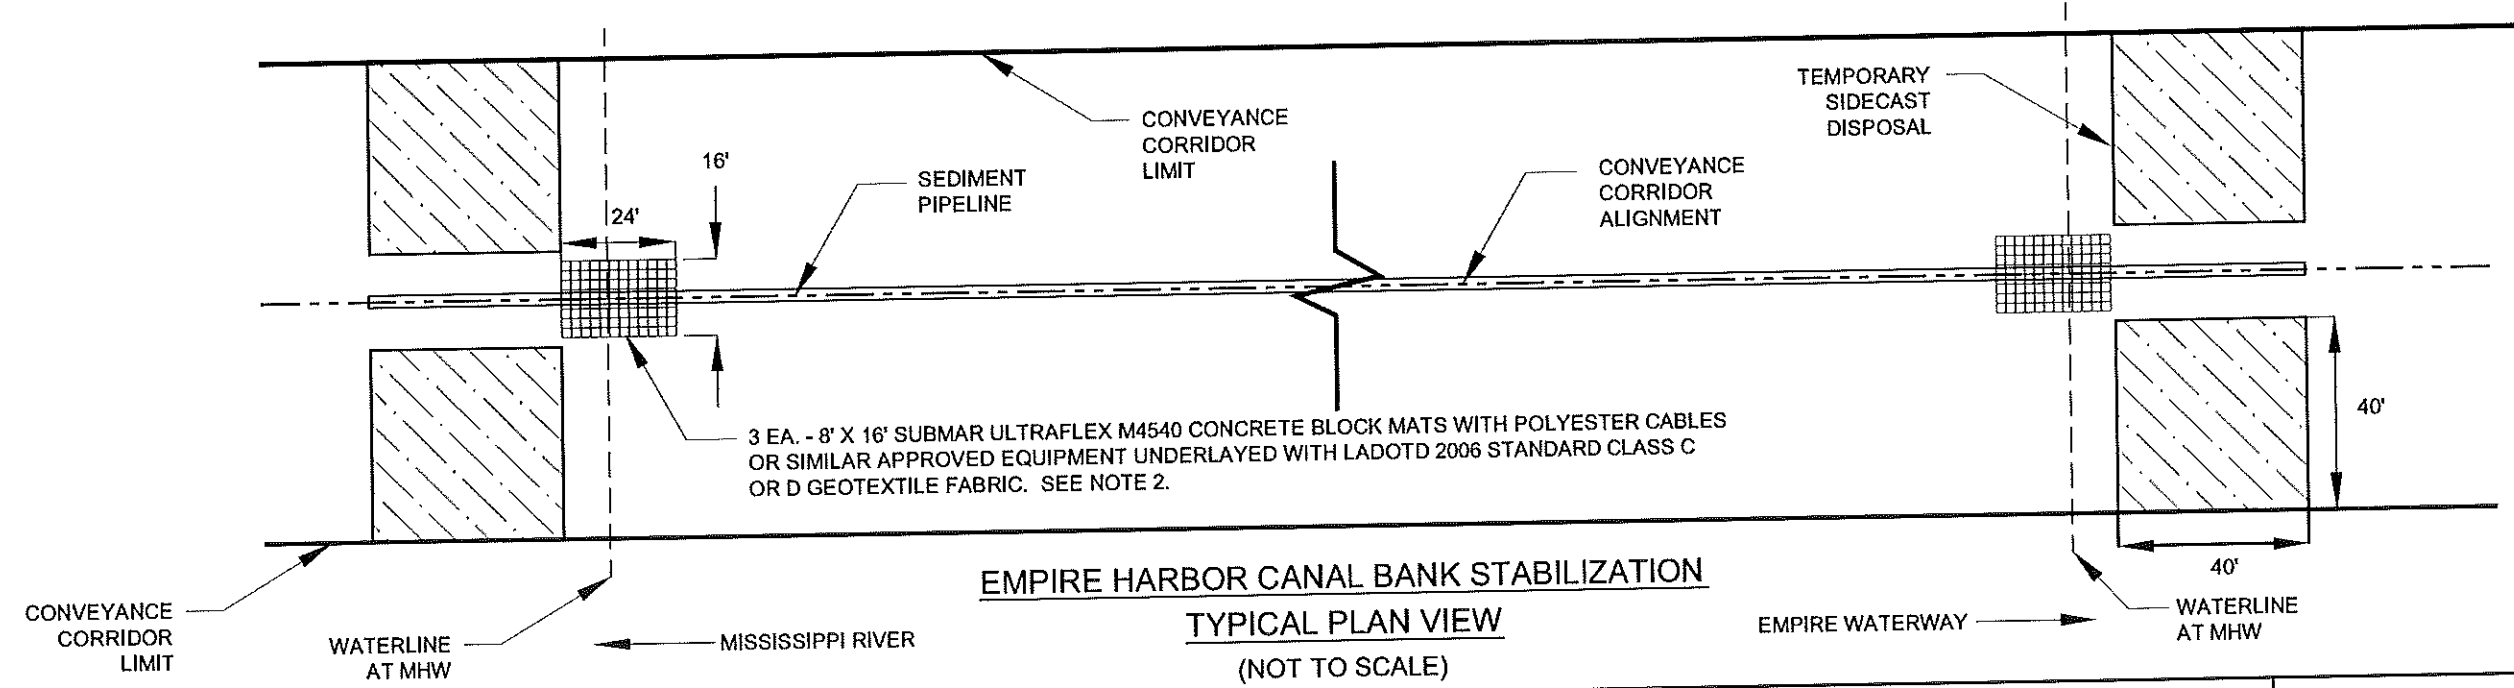 TEMPORARY
SIDECAST
DISPOSAL
CONVEYANCE
CORRIDOR
LIMIT
16'
SEDIMENT
PIPELINE
CONVEYANCE
CORRIDOR
ALIGNMENT
24'
3 EA. - 8' X 16' SUBMAR ULTRAFLEX M4540 CONCRETE BLOCK MATS WITH POLYESTER CABLES
OR SIMILAR APPROVED EQUIPMENT UNDERLAYED WITH LADOTD 2006 STANDARD CLASS C
OR D GEOTEXTILE FABRIC. SEE NOTE 2.
40'
40'
CONVEYANCE
CORRIDOR
LIMIT
WATERLINE
AT MHW
MISSISSIPPI RIVER
EMPIRE HARBOR CANAL BANK STABILIZATION
TYPICAL PLAN VIEW
(NOT TO SCALE)
EMPIRE WATERWAY
WATERLINE
AT MHW